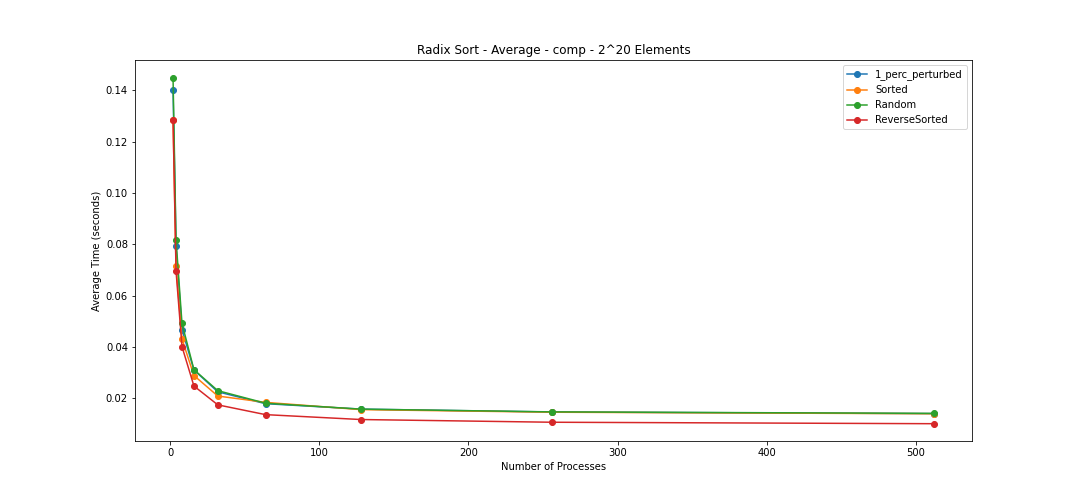 Radix Sort - Average - comp - 2^20 Elements
1_perc_perturbed
Sorted
Random
ReverseSorted
Average Time (seconds)
0.14
0.12
0.10
0.08
0.06
0.04
0.02
0 100 200 300 400 500
Number of Processes